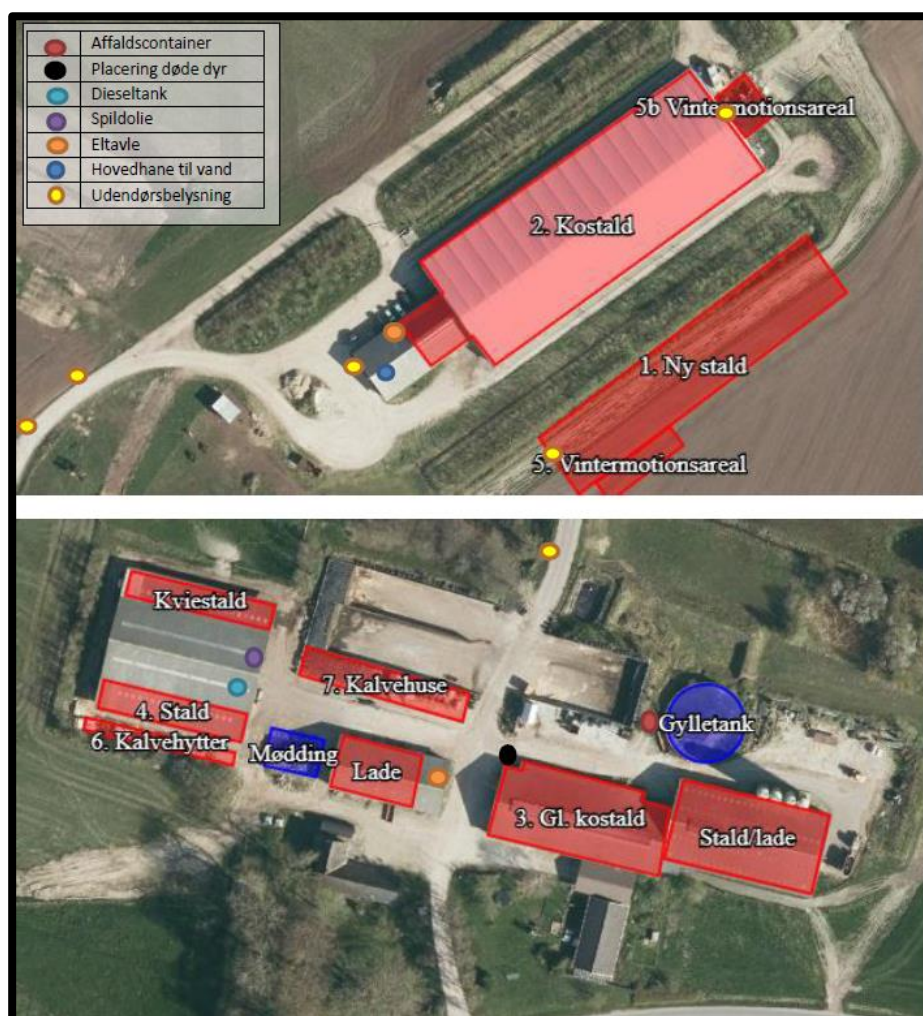 Affaldscontainer
Placering døde dyr
Dieseltank
Spildolie
Eltavle
Hovedhane til vand
Udendørsbelysning
5b Vintermotionsareal
2. Kostald
1. Ny stald
5. Vintermotionsareal
Kviestald
7. Kalvehuse
4. Stald
6. Kalvehytter
Mødding
Lade
Gylletank
3. Gl. kostald
Stald/lade